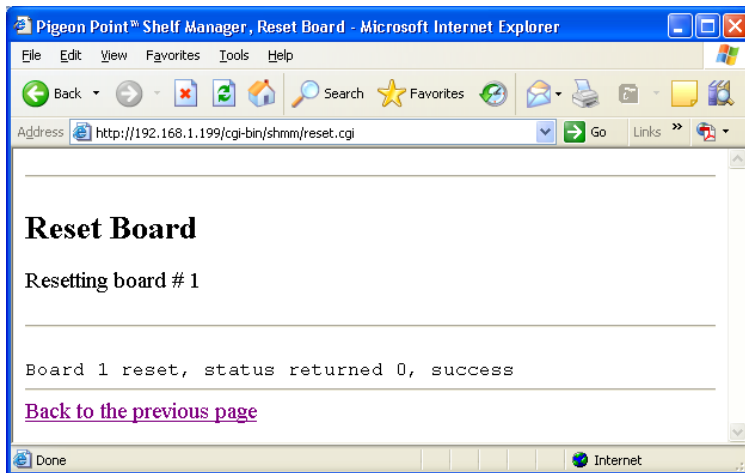 Pigeon Point™ Shelf Manager, Reset Board - Microsoft Internet Explorer
File Edit View Favorites Tools Help
Back Search Favorites
Address http://192.168.1.199/cgi-bin/shmm/reset.cgi Go Links »
Reset Board
Resetting board # 1
Board 1 reset, status returned 0, success
Back to the previous page
Done Internet